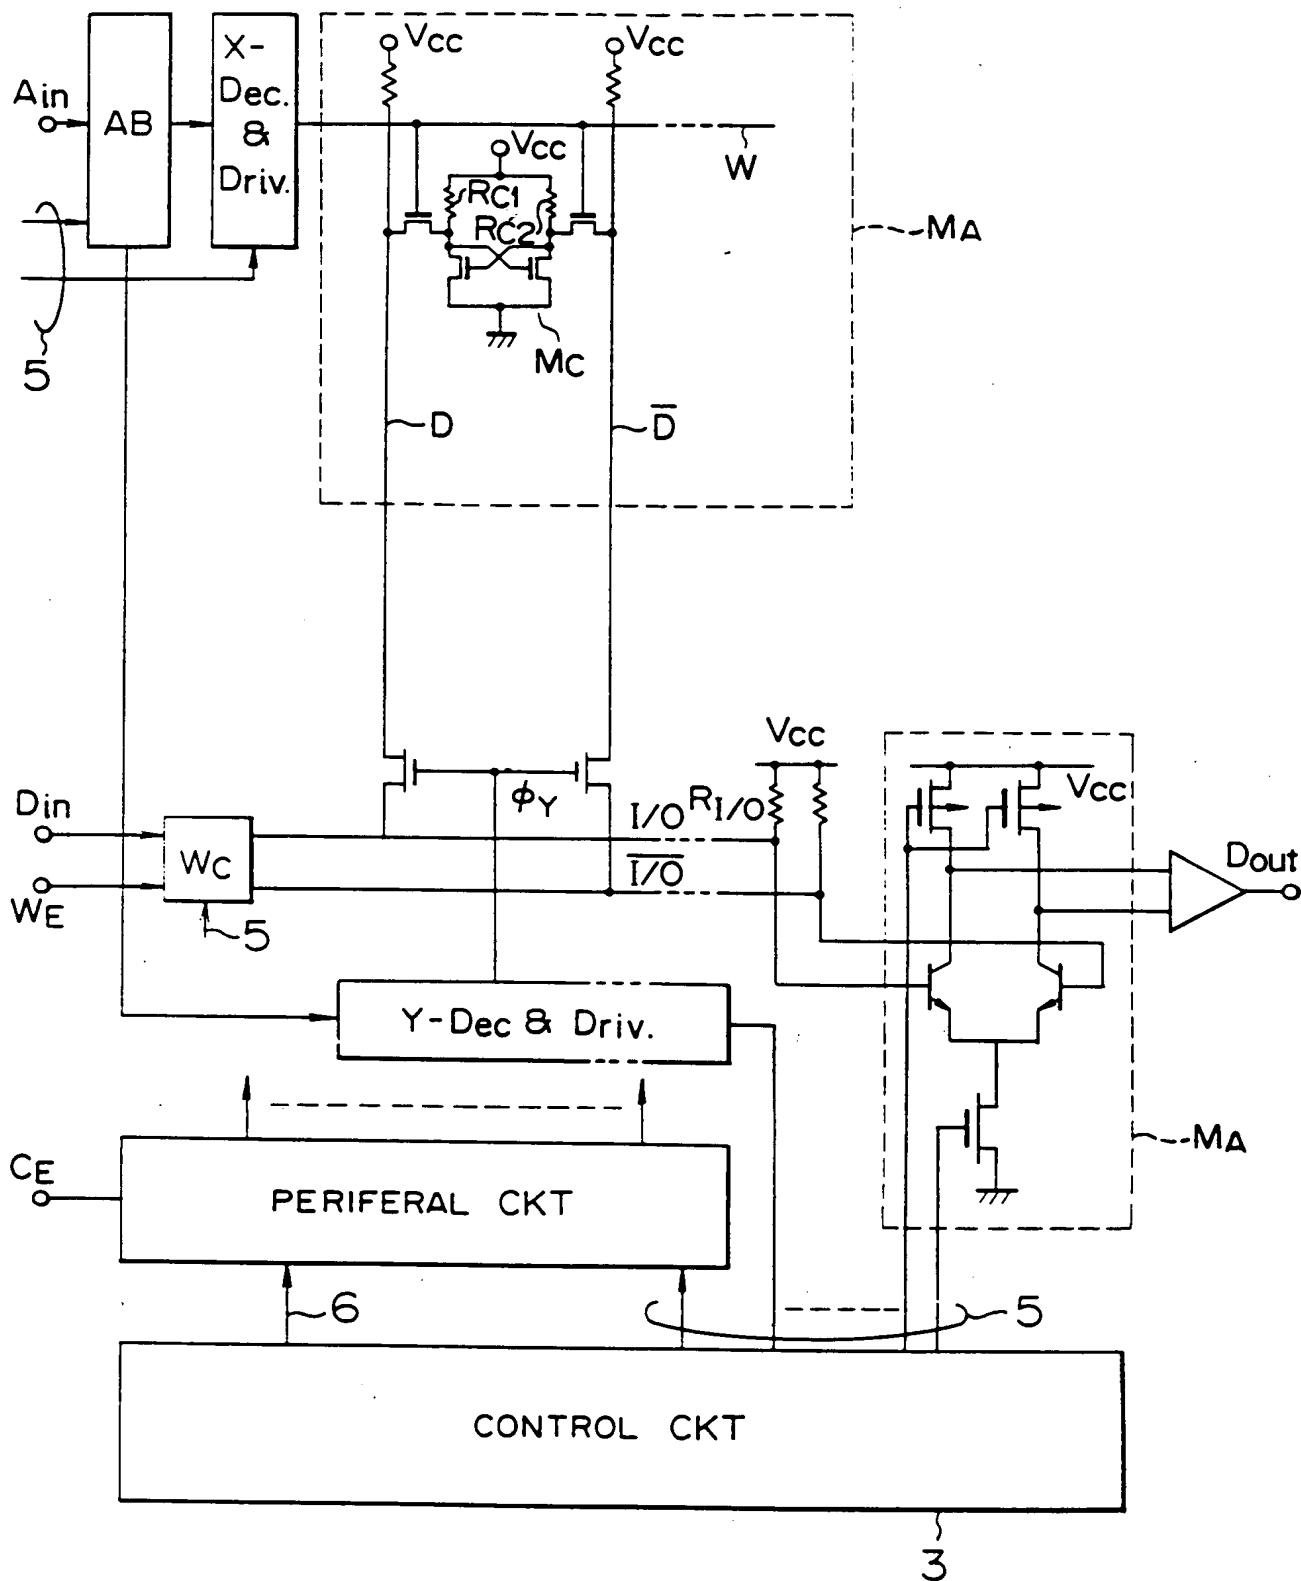 Ain
AB
X-
Dec.
&
Driv.
Vcc
Vcc
Vcc
RC1
RC2
W
MA
MC
5
D
D̅
Vcc
Vcc
Din
WE
WC
5
ϕY
I/O
RI/O
I̅/̅O̅
Dout
Y-Dec & Driv.
MA
CE
PERIFERAL CKT
6
5
CONTROL CKT
3